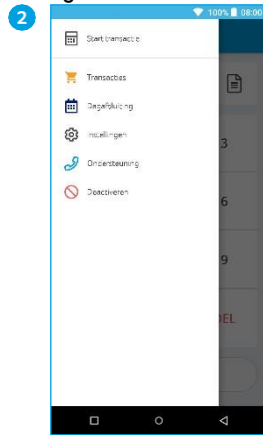 2
100% 08:00
Start transactie
Transacties
Dagafsluiting
3
Instellingen
Ondersteuning
6
Deactiveren
9
DEL